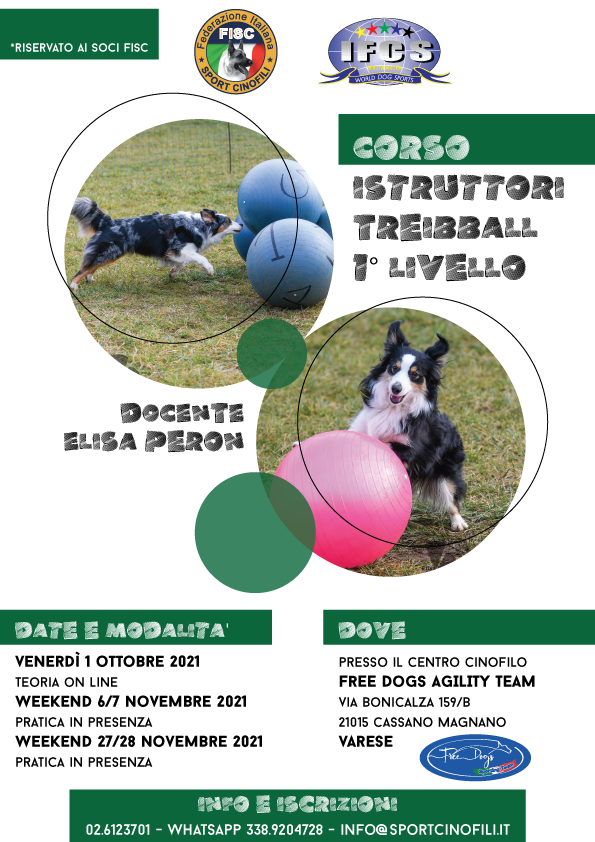 *RISERVATO AI SOCI FISC
Federazione Italiana
FISC
SPORT CINOFILI
IFCS
WORLD DOG SPORTS
CORSO
ISTRUTTORI
TREIBBALL
1° LIVELLO
DOCENTE
ELISA PERON
DATE E MODALITA'
VENERDÌ 1 OTTOBRE 2021
TEORIA ON LINE
WEEKEND 6/7 NOVEMBRE 2021
PRATICA IN PRESENZA
WEEKEND 27/28 NOVEMBRE 2021
PRATICA IN PRESENZA
DOVE
PRESSO IL CENTRO CINOFILO
FREE DOGS AGILITY TEAM
VIA BONICALZA 159/B
21015 CASSANO MAGNANO
VARESE
Free Dogs
INFO E ISCRIZIONI
02.6123701 – WHATSAPP 338.9204728 – INFO@SPORTCINOFILI.IT